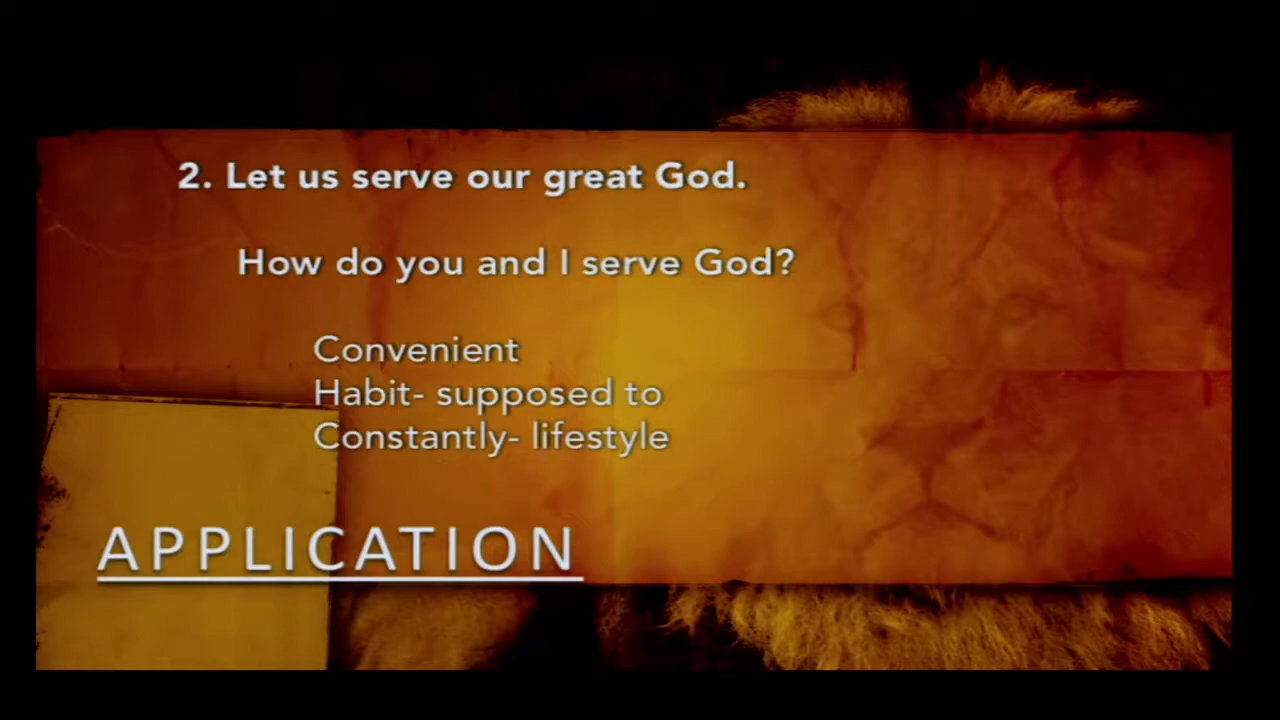 2. Let us serve our great God.
How do you and I serve God?
Convenient
Habit- supposed to
Constantly- lifestyle
APPLICATION